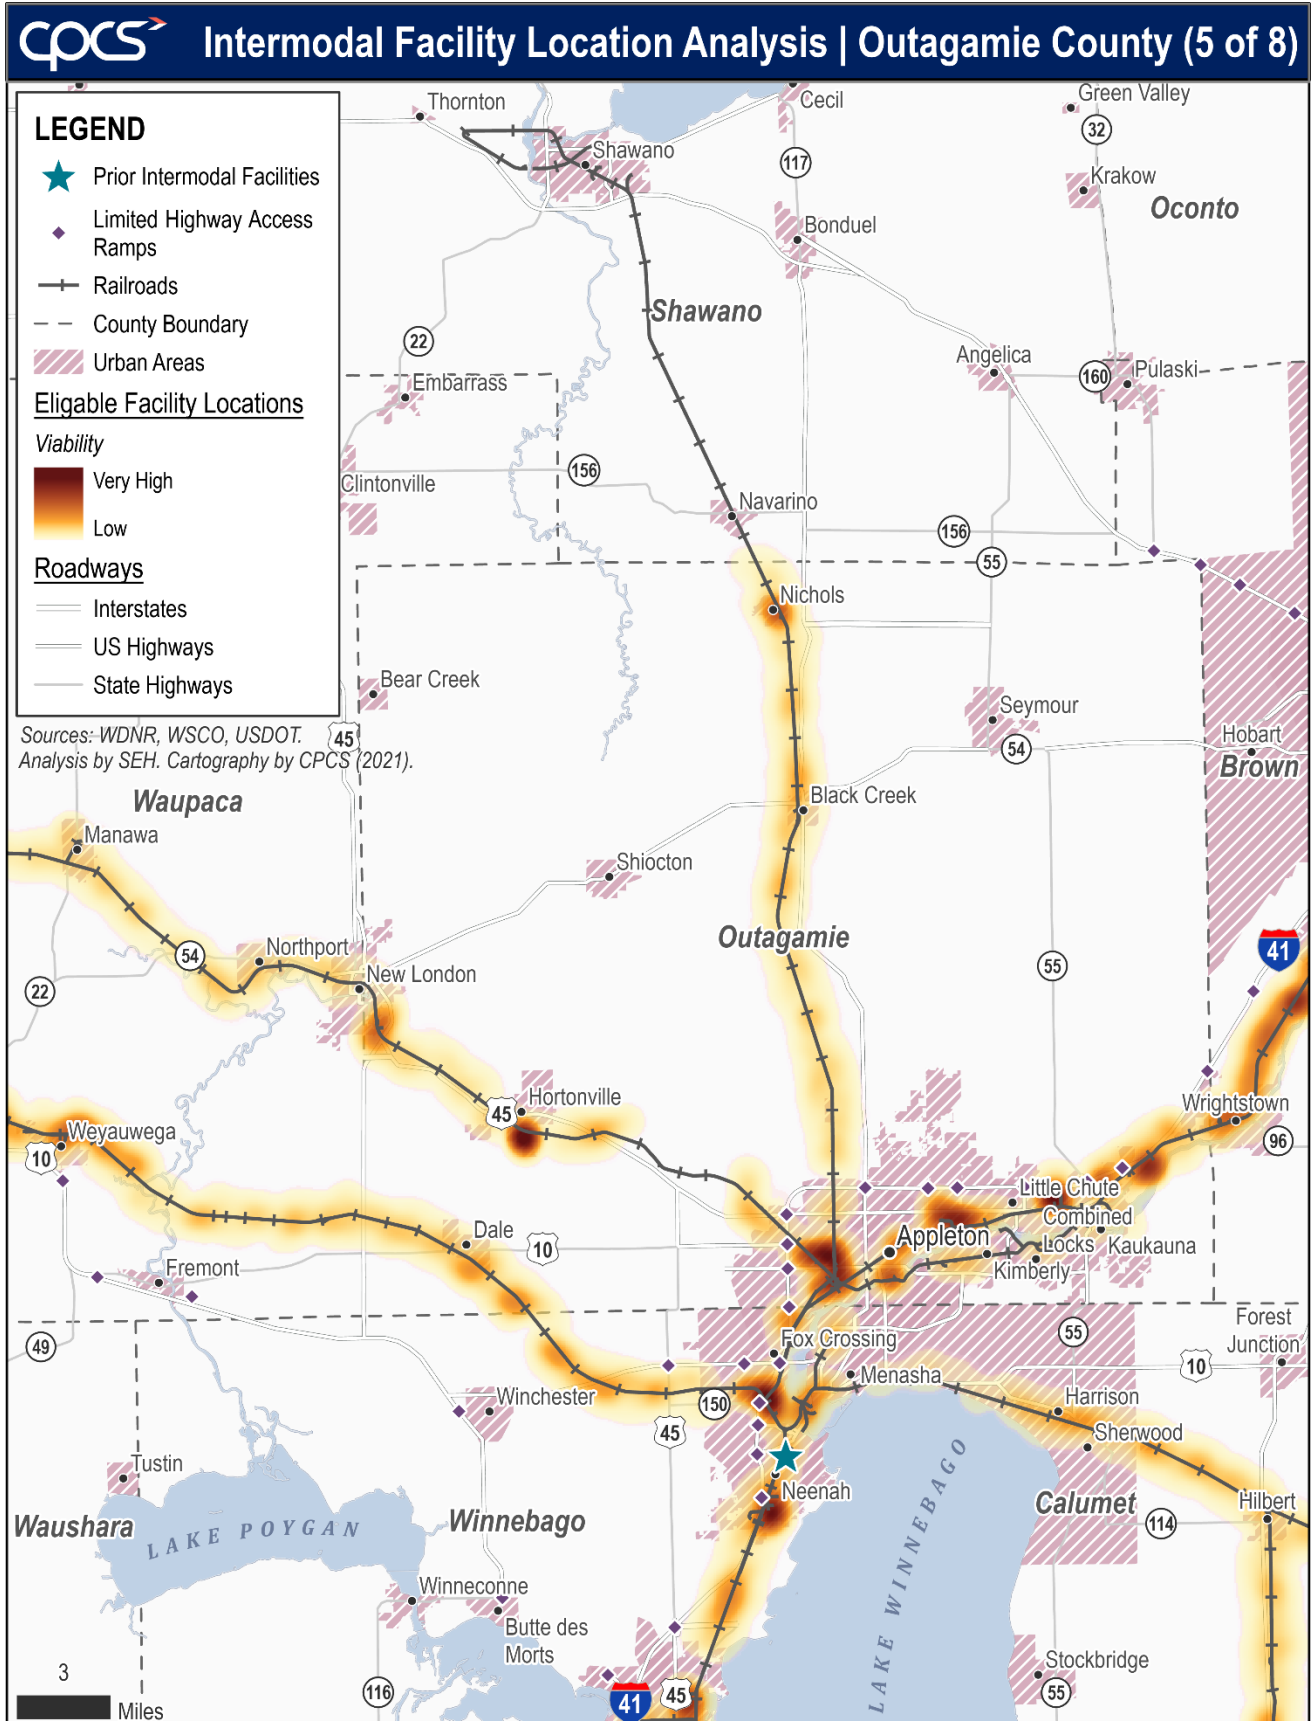 CPCS
Intermodal Facility Location Analysis | Outagamie County (5 of 8)
LEGEND
Prior Intermodal Facilities
Limited Highway Access
Ramps
Railroads
County Boundary
Urban Areas
Eligable Facility Locations
Viability
Very High
Low
Roadways
Interstates
US Highways
State Highways
Sources: WDNR, WSCO, USDOT.
Analysis by SEH. Cartography by CPCS (2021).
Thornton
Cecil
Green Valley
32
Shawano
117
Krakow
Oconto
Bonduel
Shawano
22
Angelica
160
Pulaski
Embarrass
156
Clintonville
Navarino
156
55
Nichols
Bear Creek
Seymour
45
54
Hobart
Brown
Waupaca
Black Creek
Manawa
Shiocton
Outagamie
Northport
54
41
New London
55
22
Hortonville
45
Wrightstown
Weyauwega
96
10
Little Chute
Combined
Locks
Dale
10
Appleton
Kaukauna
Kimberly
Fremont
Forest
Junction
49
Fox Crossing
55
10
Menasha
Winchester
150
Harrison
45
Sherwood
Tustin
Neenah
Calumet
Hilbert
Waushara
LAKE POYGAN
Winnebago
LAKE WINNEBAGO
114
Winneconne
Butte des
Morts
Stockbridge
3
116
41
45
55
Miles